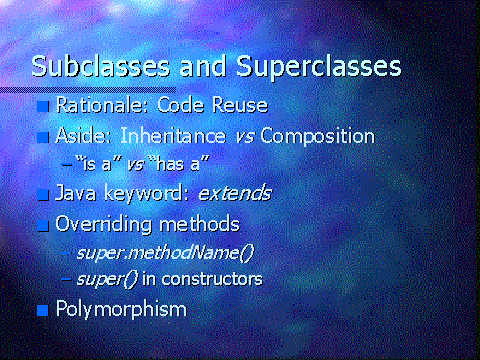 Subclasses and Superclasses
Rationale: Code Reuse
Aside: Inheritance vs Composition
– “is a” vs “has a”
Java keyword: extends
Overriding methods
– super.methodName()
– super() in constructors
Polymorphism